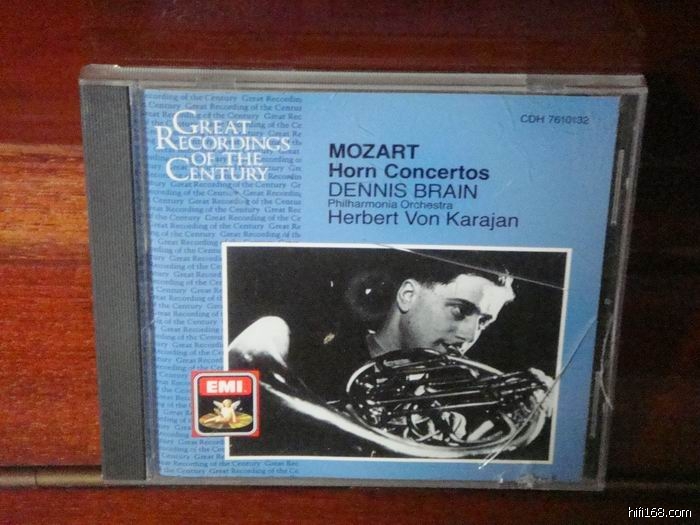 GREAT
RECORDINGS
OF THE
CENTURY
CDH 7610132
MOZART
Horn Concertos
DENNIS BRAIN
Philharmonia Orchestra
Herbert Von Karajan
EMI
hifi168.com